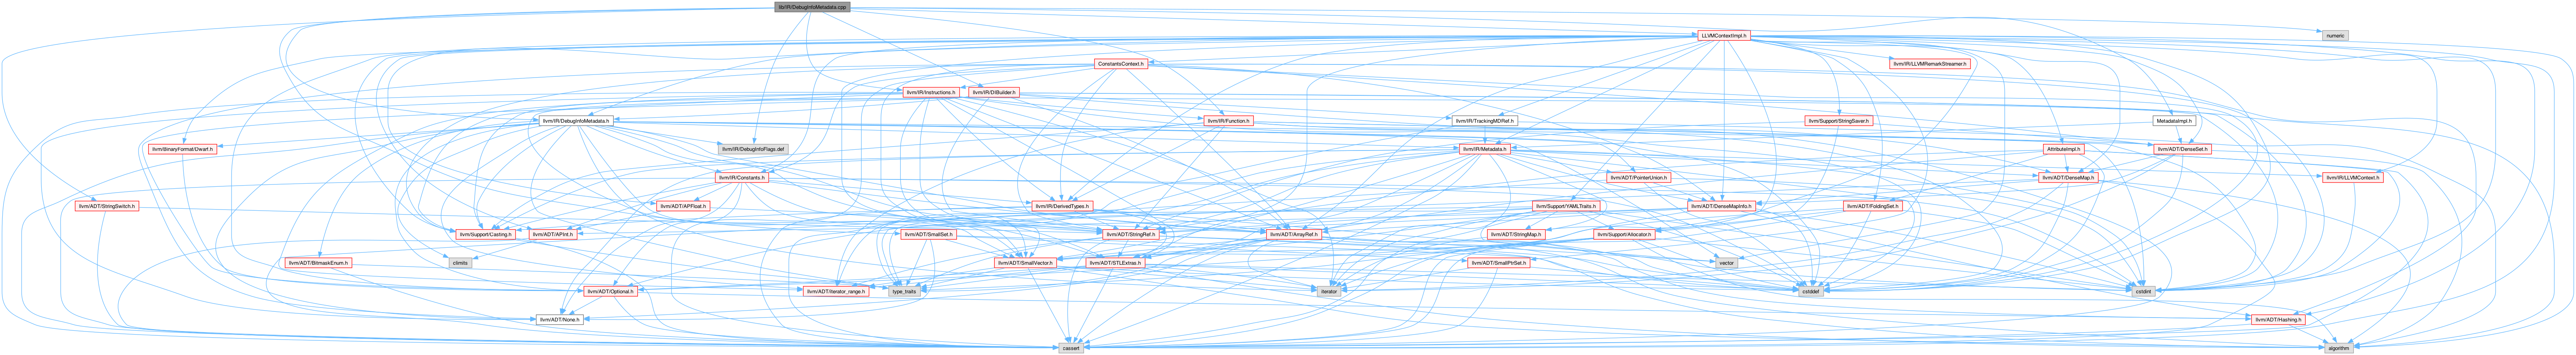 lib/IR/DebugInfoMetadata.cpp
LLVMContextImpl.h
numeric
ConstantsContext.h
llvm/IR/LLVMRemarkStreamer.h
llvm/IR/Instructions.h
llvm/IR/DIBuilder.h
llvm/IR/DebugInfoMetadata.h
llvm/IR/Function.h
llvm/IR/TrackingMDRef.h
llvm/Support/StringSaver.h
MetadataImpl.h
llvm/BinaryFormat/Dwarf.h
llvm/IR/DebugInfoFlags.def
llvm/IR/Metadata.h
AttributeImpl.h
llvm/ADT/DenseSet.h
llvm/IR/Constants.h
llvm/ADT/PointerUnion.h
llvm/ADT/DenseMap.h
llvm/IR/LLVMContext.h
llvm/ADT/StringSwitch.h
llvm/ADT/APFloat.h
llvm/IR/DerivedTypes.h
llvm/Support/YAMLTraits.h
llvm/ADT/DenseMapInfo.h
llvm/ADT/FoldingSet.h
llvm/Support/Casting.h
llvm/ADT/APInt.h
llvm/ADT/SmallSet.h
llvm/ADT/StringRef.h
llvm/ADT/ArrayRef.h
llvm/ADT/StringMap.h
llvm/Support/Allocator.h
llvm/ADT/BitmaskEnum.h
climits
llvm/ADT/SmallVector.h
llvm/ADT/STLExtras.h
llvm/ADT/SmallPtrSet.h
vector
llvm/ADT/Optional.h
llvm/ADT/iterator_range.h
type_traits
iterator
cstddef
cstdint
llvm/ADT/None.h
llvm/ADT/Hashing.h
cassert
algorithm